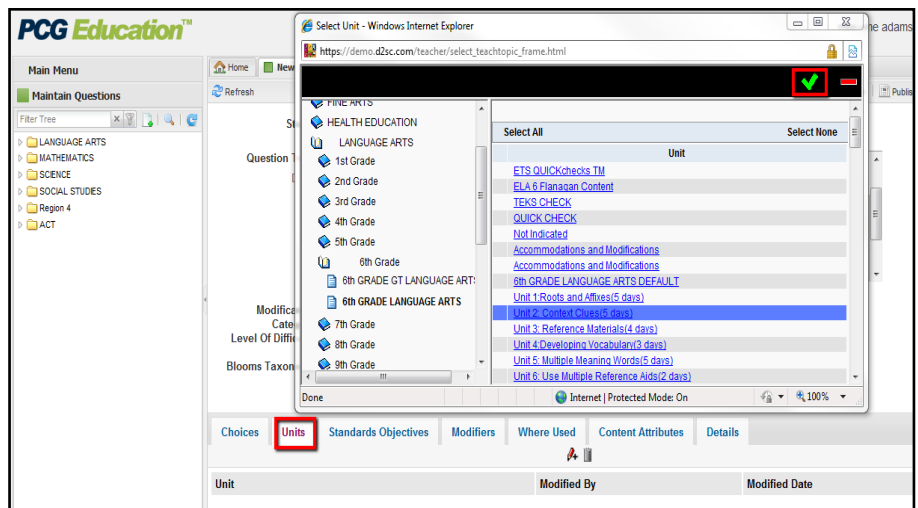 PCG Education™
Select Unit - Windows Internet Explorer
ne adams
https://demo.d2sc.com/teacher/select_teachtopic_frame.html
Main Menu
Home
New
Maintain Questions
Refresh
Publis
Filter Tree
LANGUAGE ARTS
MATHEMATICS
SCIENCE
SOCIAL STUDIES
Region 4
ACT
St
Question T
Modifica
Cate
Level Of Diffic
Blooms Taxon
FINE ARTS
HEALTH EDUCATION
LANGUAGE ARTS
1st Grade
2nd Grade
3rd Grade
4th Grade
5th Grade
6th Grade
6th GRADE GT LANGUAGE ARTS
6th GRADE LANGUAGE ARTS
7th Grade
8th Grade
9th Grade
Select All
Select None
Unit
ETS QUICKchecks TM
ELA 6 Flanagan Content
TEKS CHECK
QUICK CHECK
Not Indicated
Accommodations and Modifications
Accommodations and Modifications
6th GRADE LANGUAGE ARTS DEFAULT
Unit 1:Roots and Affixes(5 days)
Unit 2: Context Clues(5 days)
Unit 3: Reference Materials(4 days)
Unit 4:Developing Vocabulary(3 days)
Unit 5: Multiple Meaning Words(5 days)
Unit 6: Use Multiple Reference Aids(2 days)
Done
Internet | Protected Mode: On
100%
Choices
Units
Standards Objectives
Modifiers
Where Used
Content Attributes
Details
Unit
Modified By
Modified Date